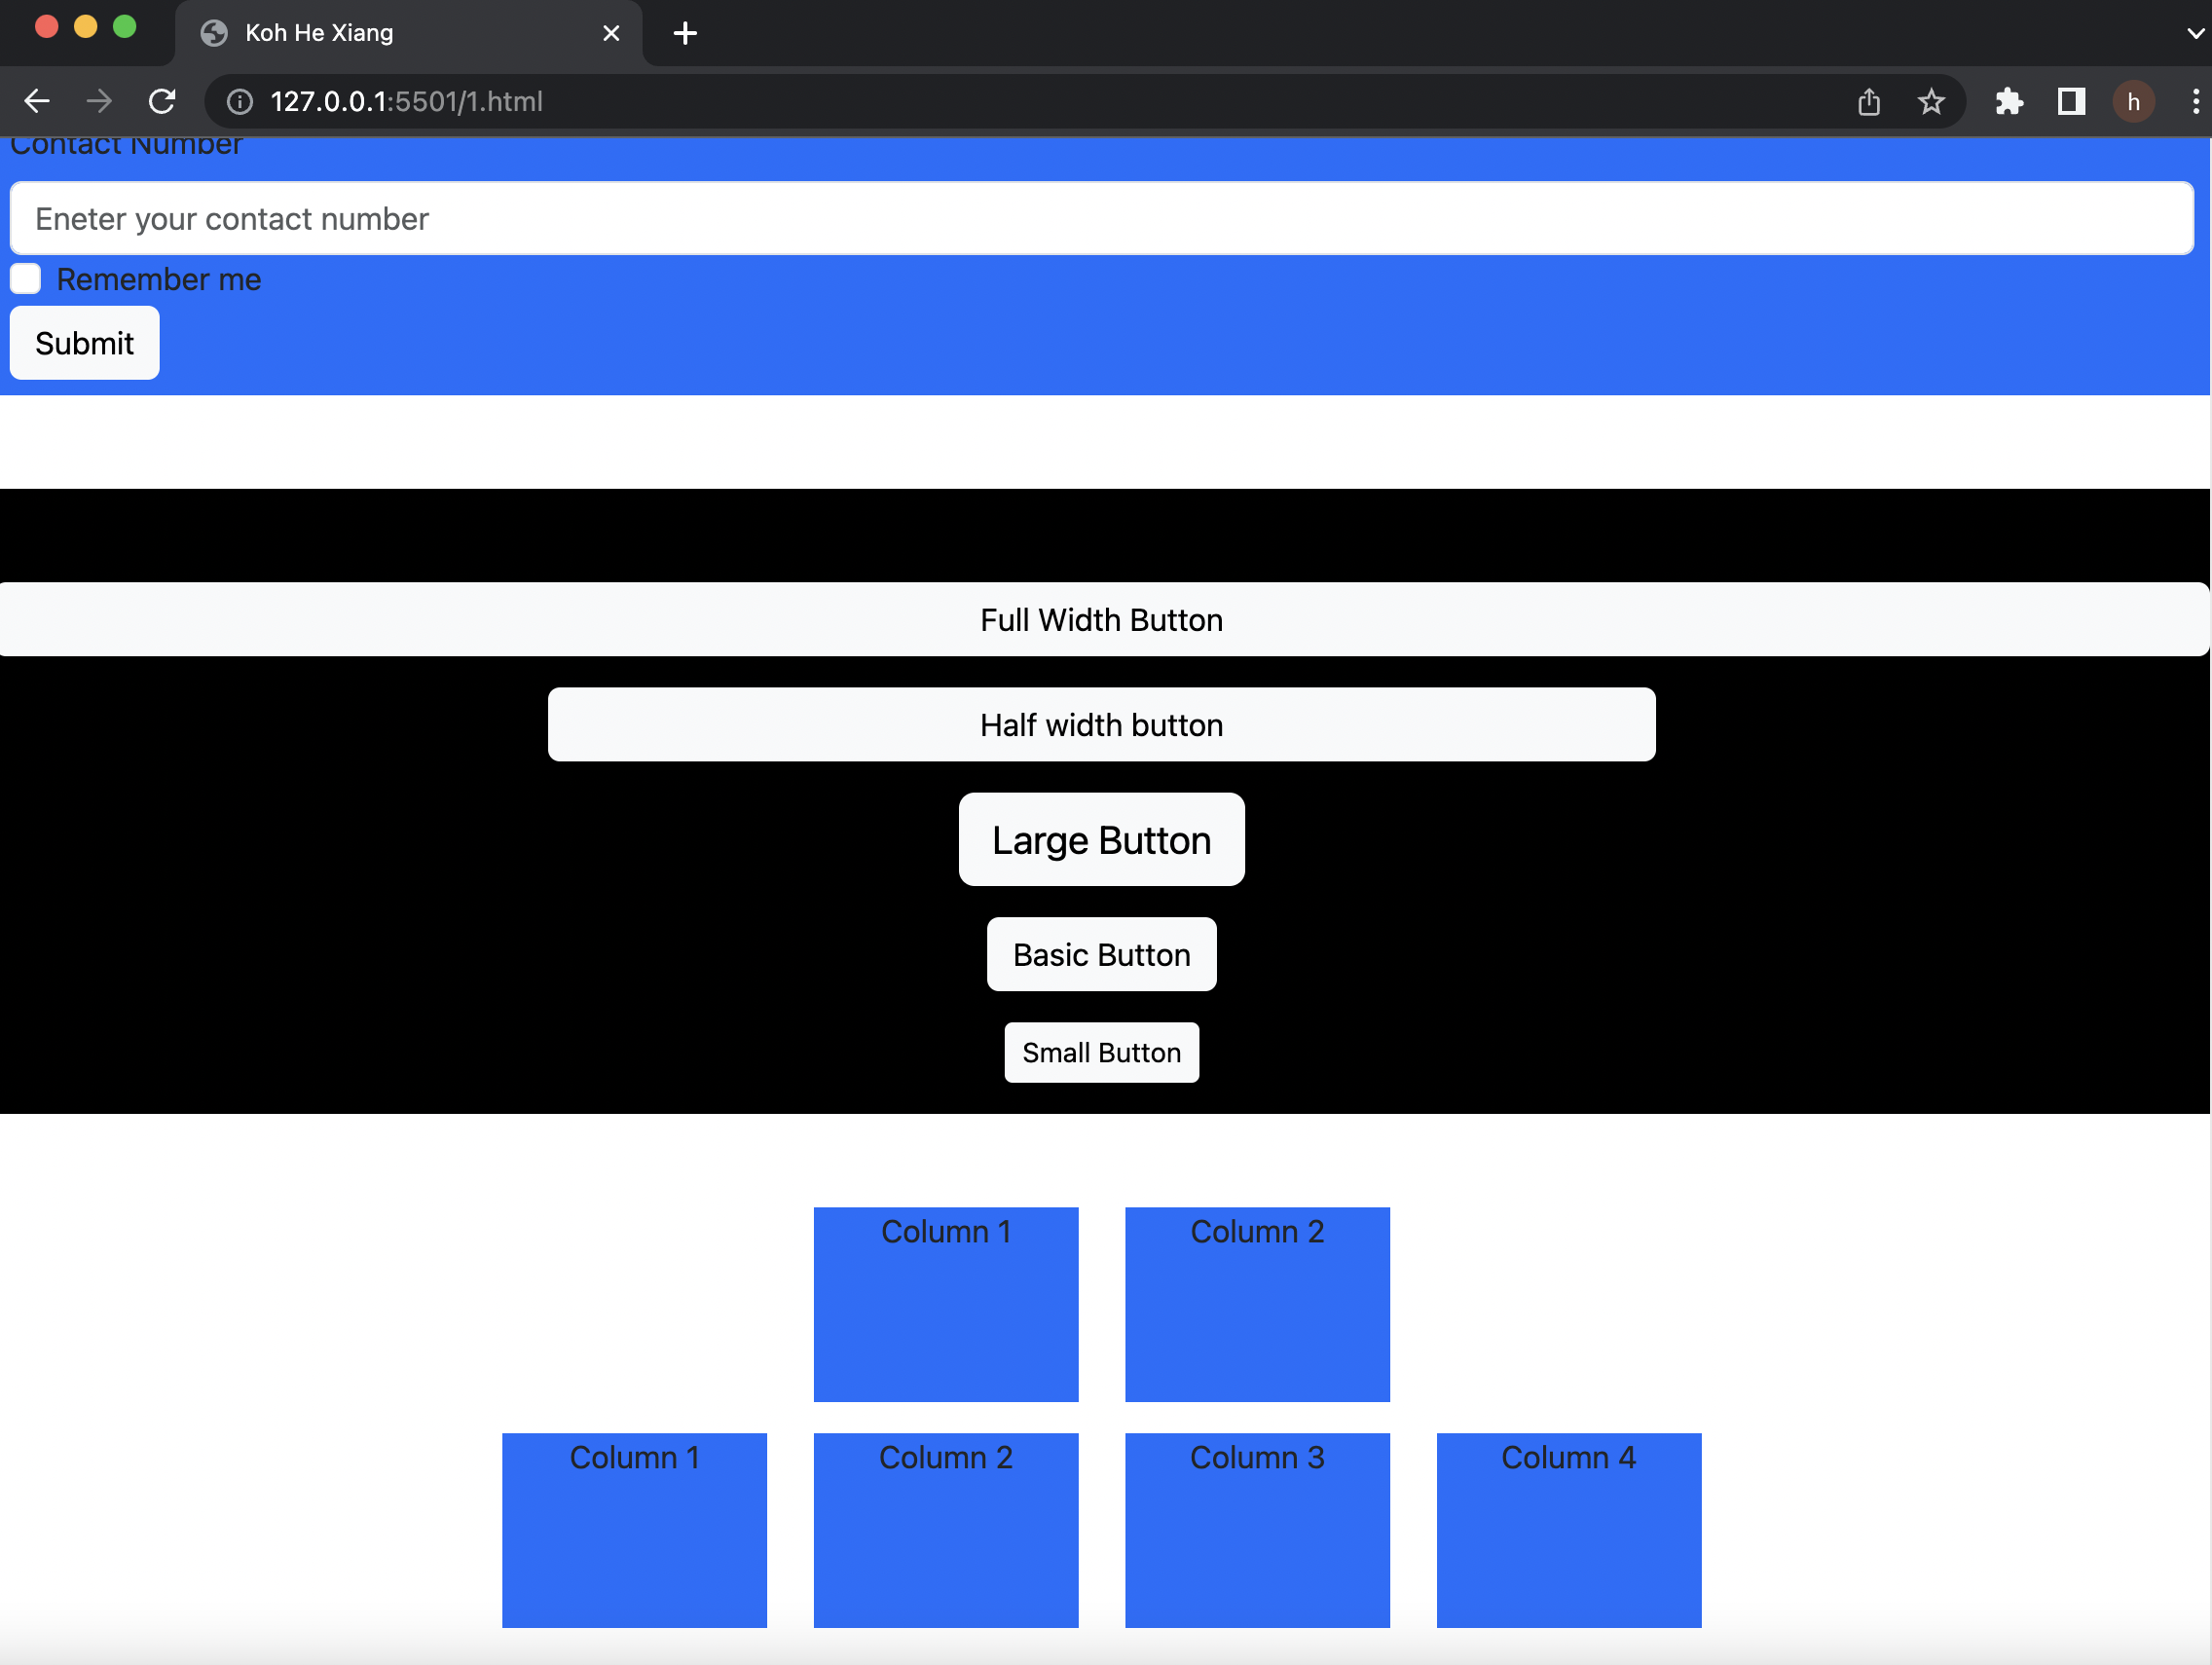 Koh He Xiang
127.0.0.1:5501/1.html
h
Contact Number
Eneter your contact number
Remember me
Submit
Full Width Button
Half width button
Large Button
Basic Button
Small Button
Column 1 Column 2
Column 1 Column 2 Column 3 Column 4